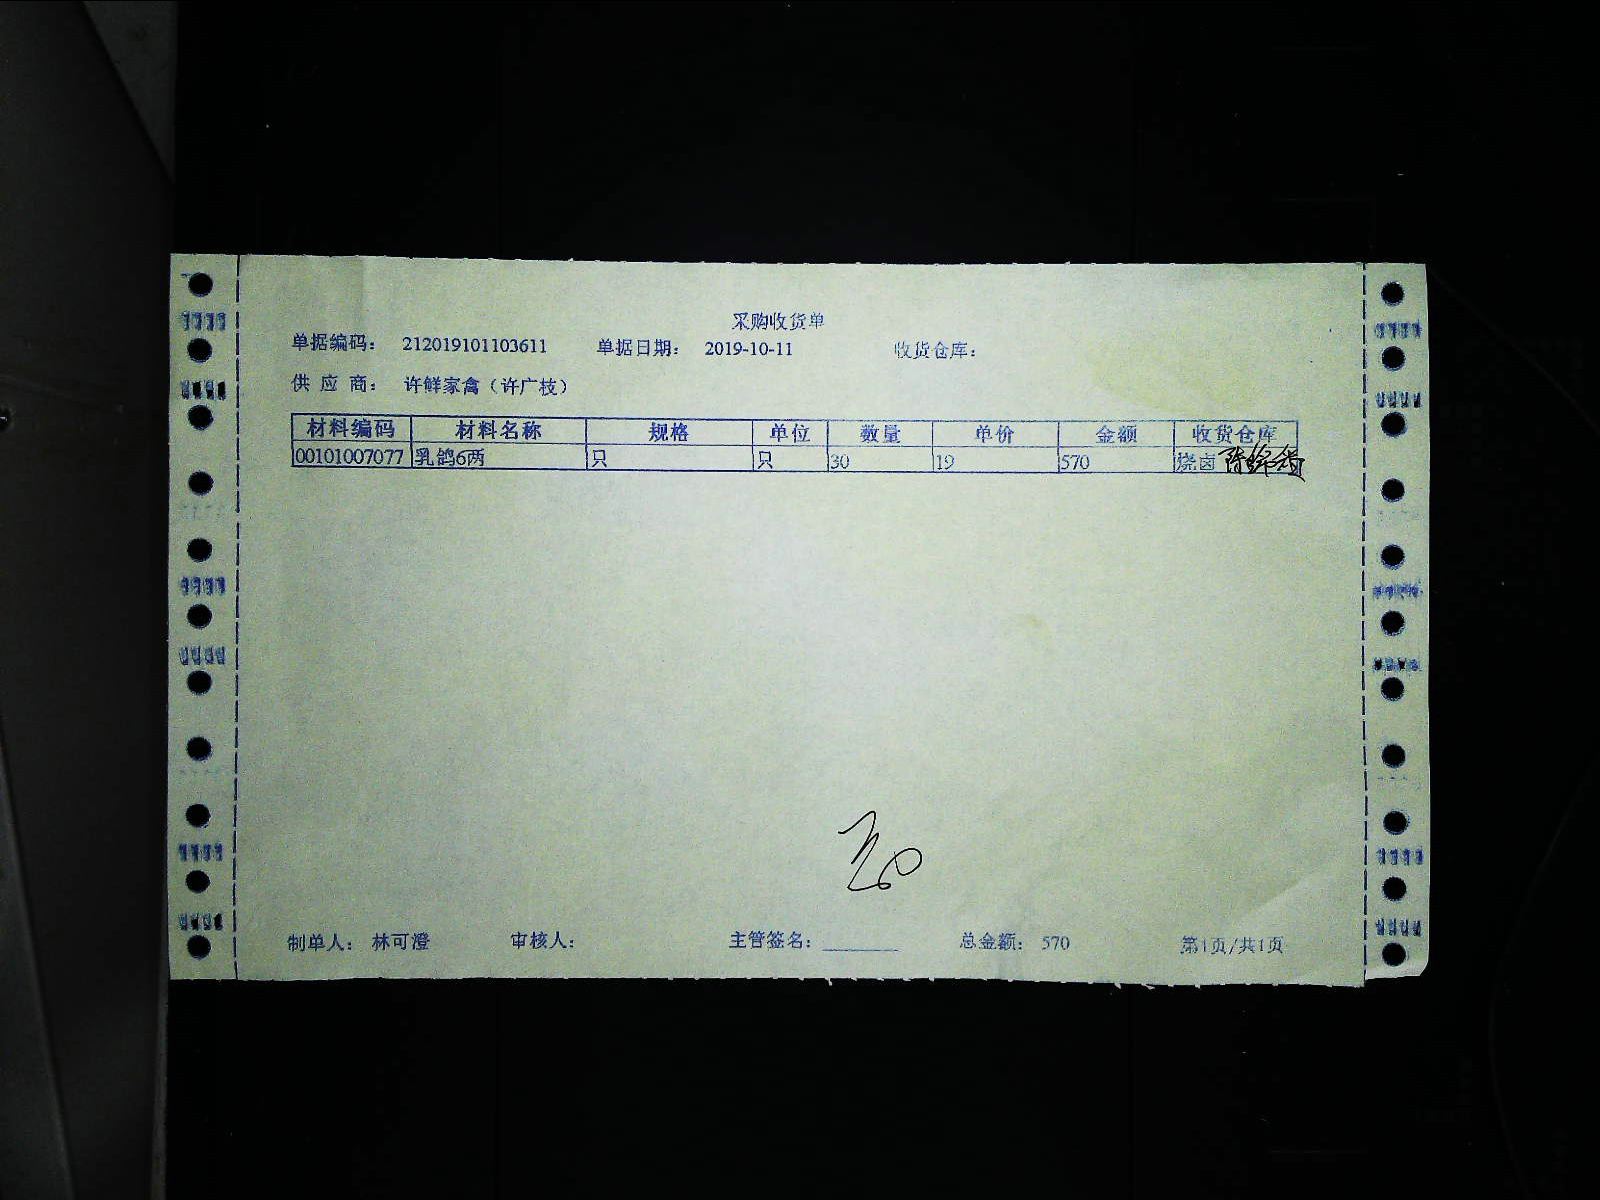 采购收货单
单据编码: 212019101103611 单据日期: 2019-10-11 收货仓库:
供 应 商: 许鲜家禽(许广枝)
材料编码 材料名称 规格 单位 数量 单价 金额 收货仓库
00101007077 乳鸽6两 只 只 30 19 570 烧卤
制单人: 林可澄 审核人: 主管签名: 总金额: 570 第1页/共1页